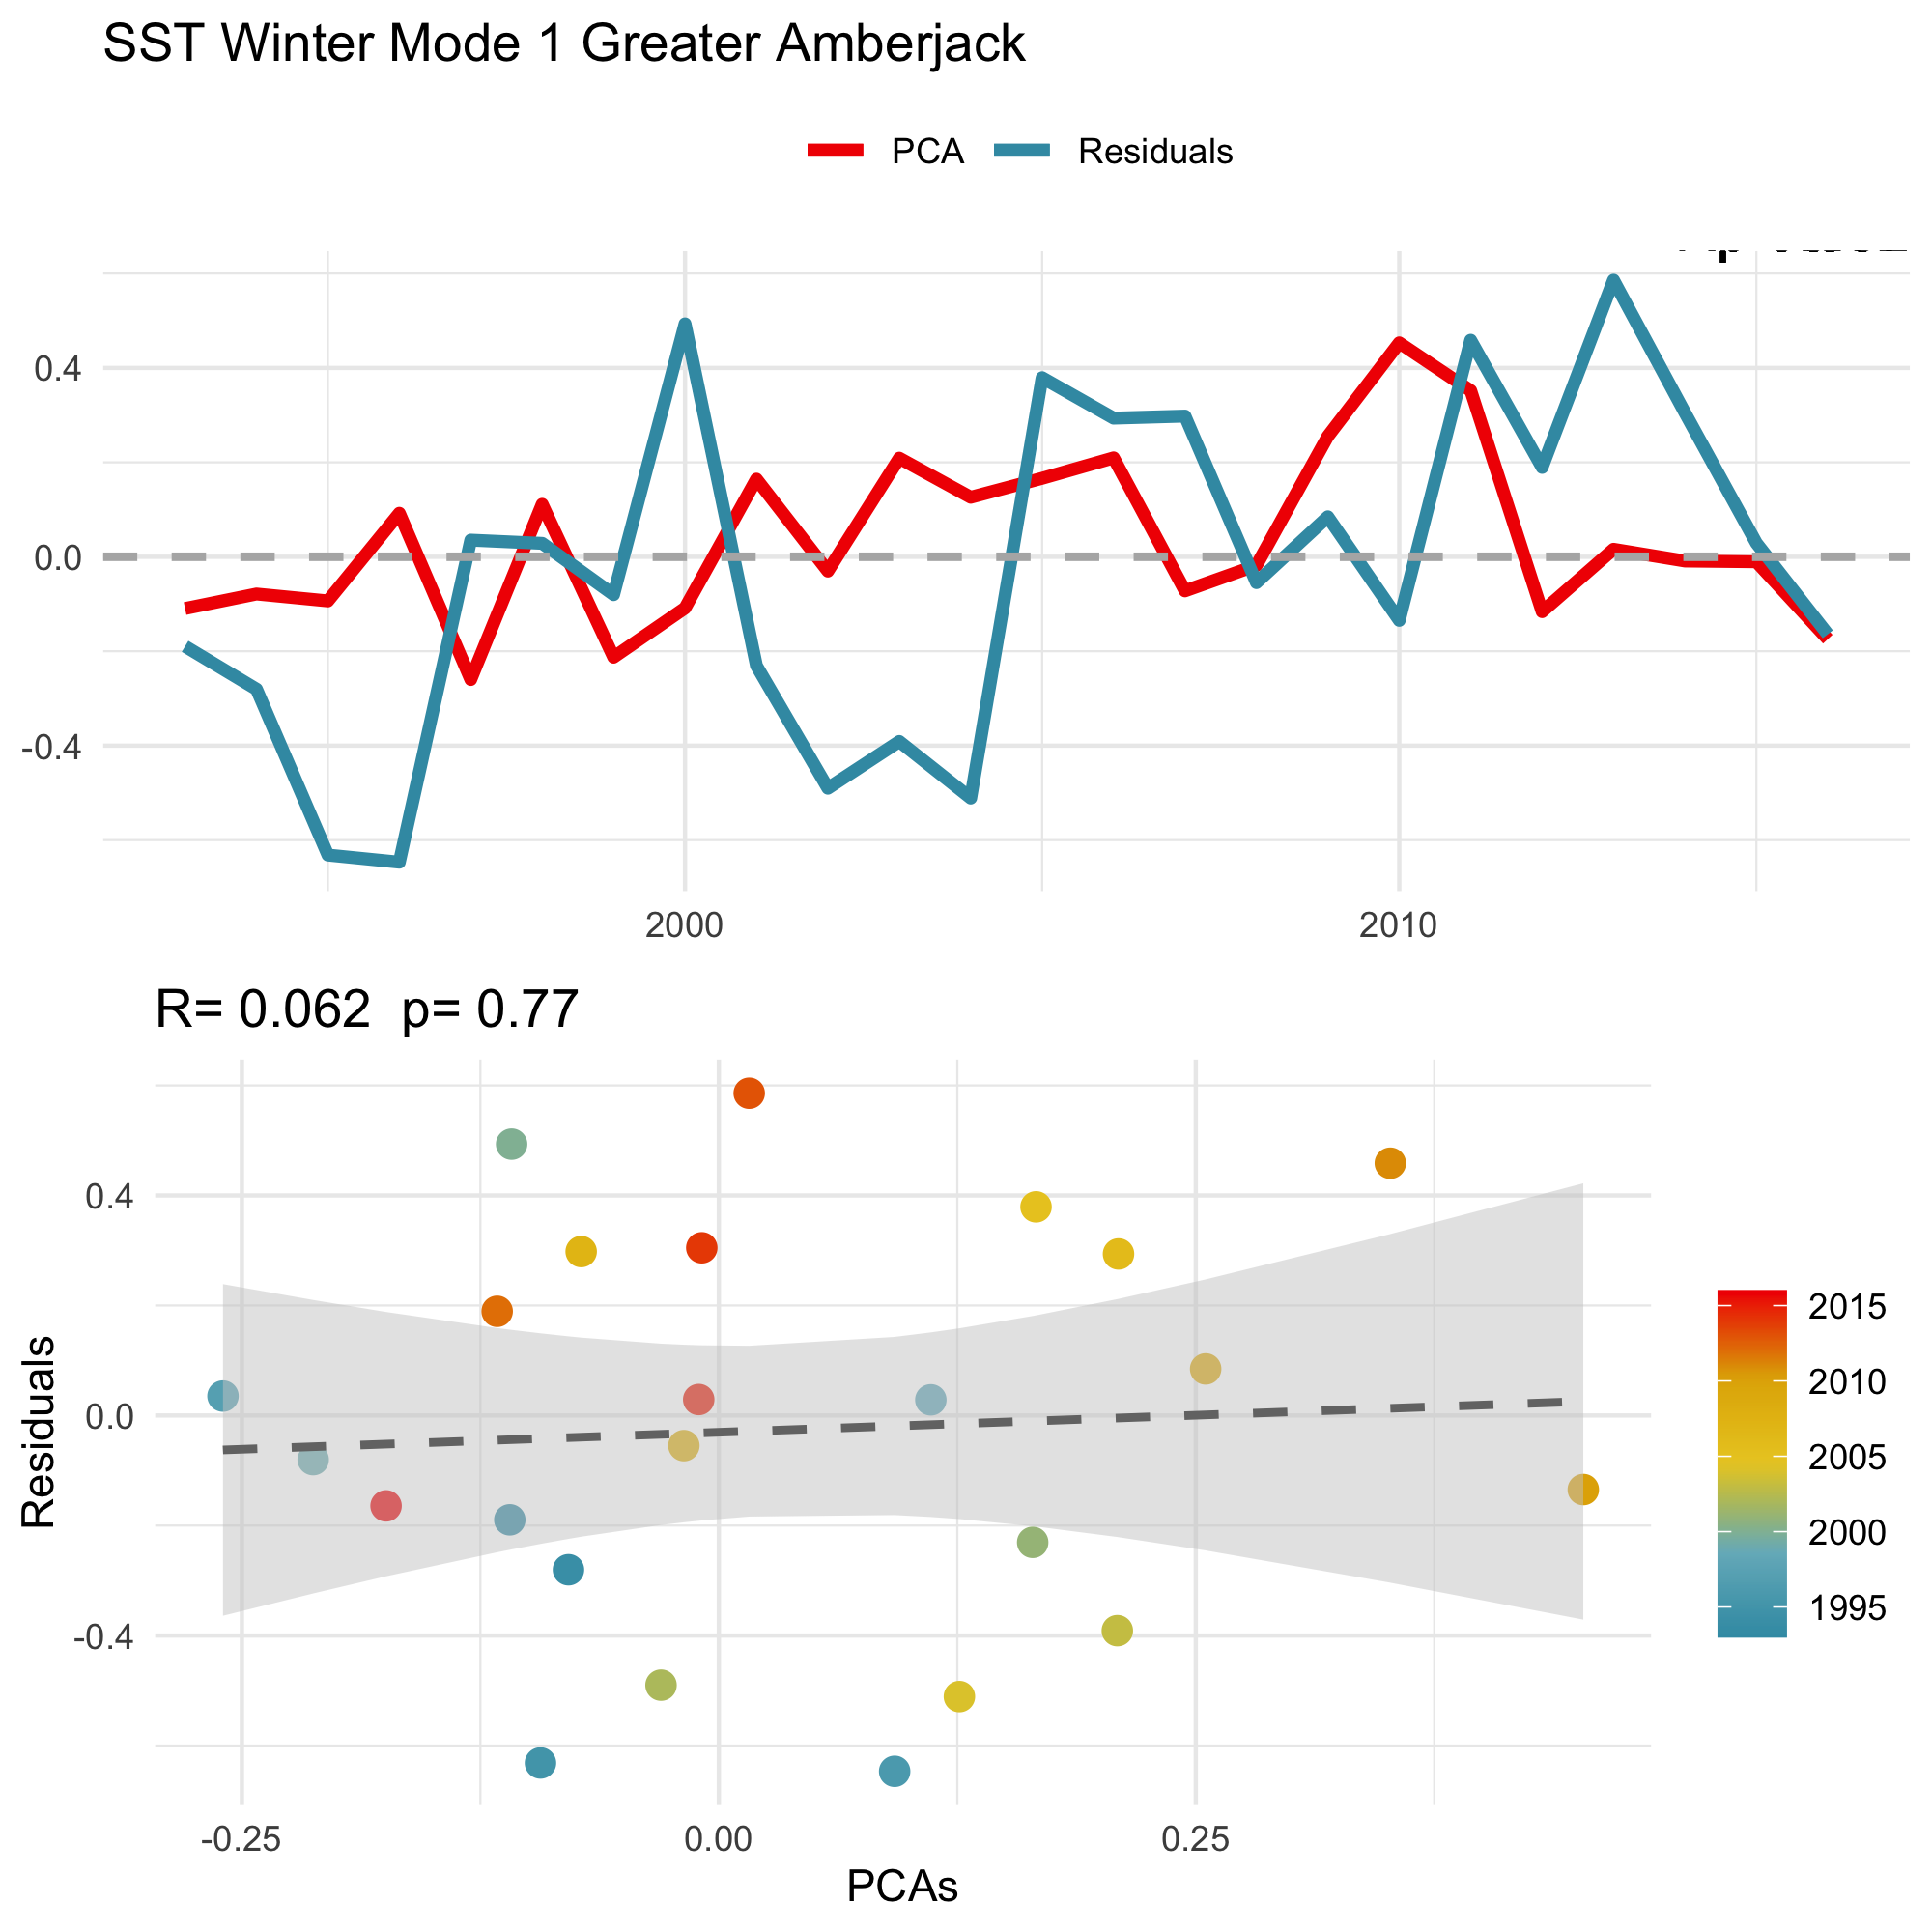 SST Winter Mode 1 Greater Amberjack
PCA Residuals
0.4
0.0
-0.4
2000 2010
R= 0.062 p= 0.77
Residuals
0.4
0.0
-0.4
-0.25 0.00 0.25
PCAs
2015
2010
2005
2000
1995